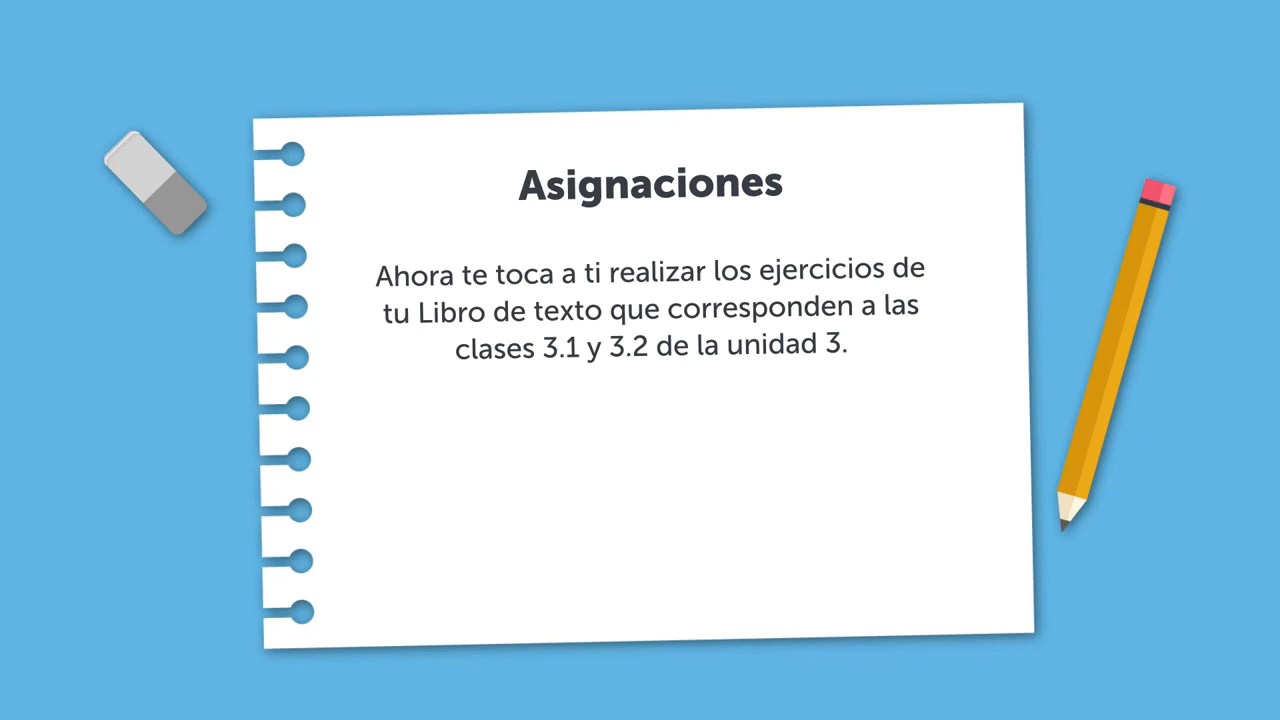 Asignaciones
Ahora te toca a ti realizar los ejercicios de
tu Libro de texto que corresponden a las
clases 3.1 y 3.2 de la unidad 3.